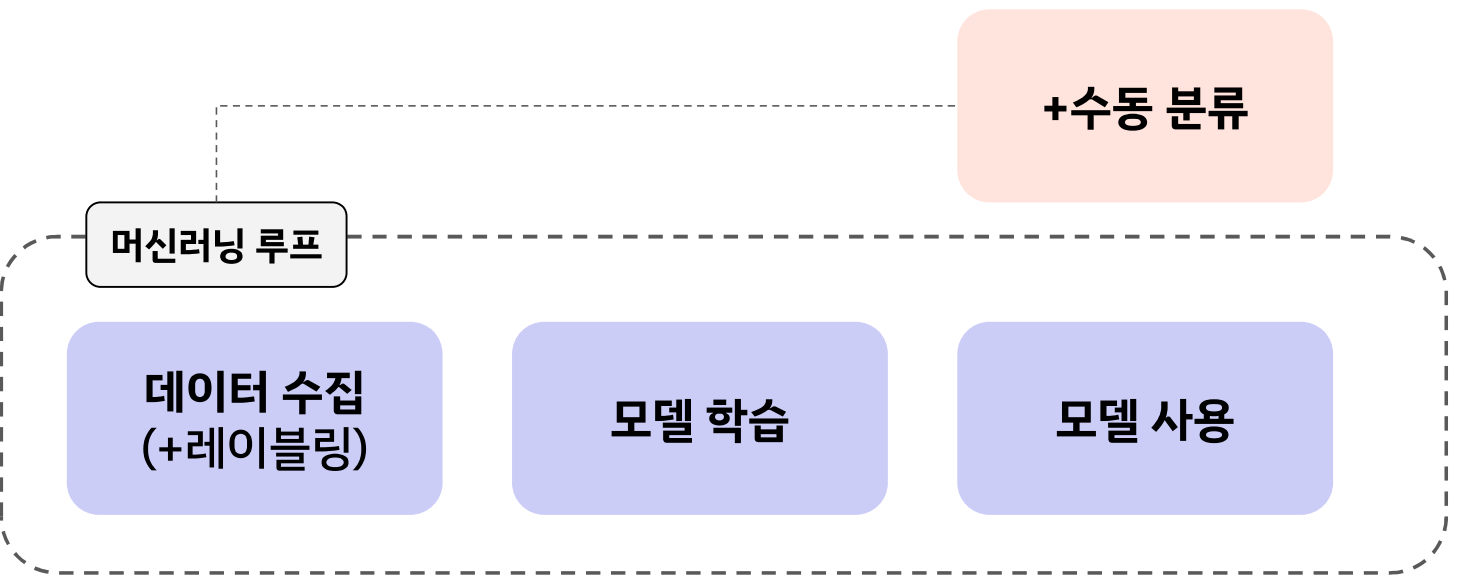 +수동 분류
머신러닝 루프
데이터 수집
(+레이블링)
모델 학습
모델 사용